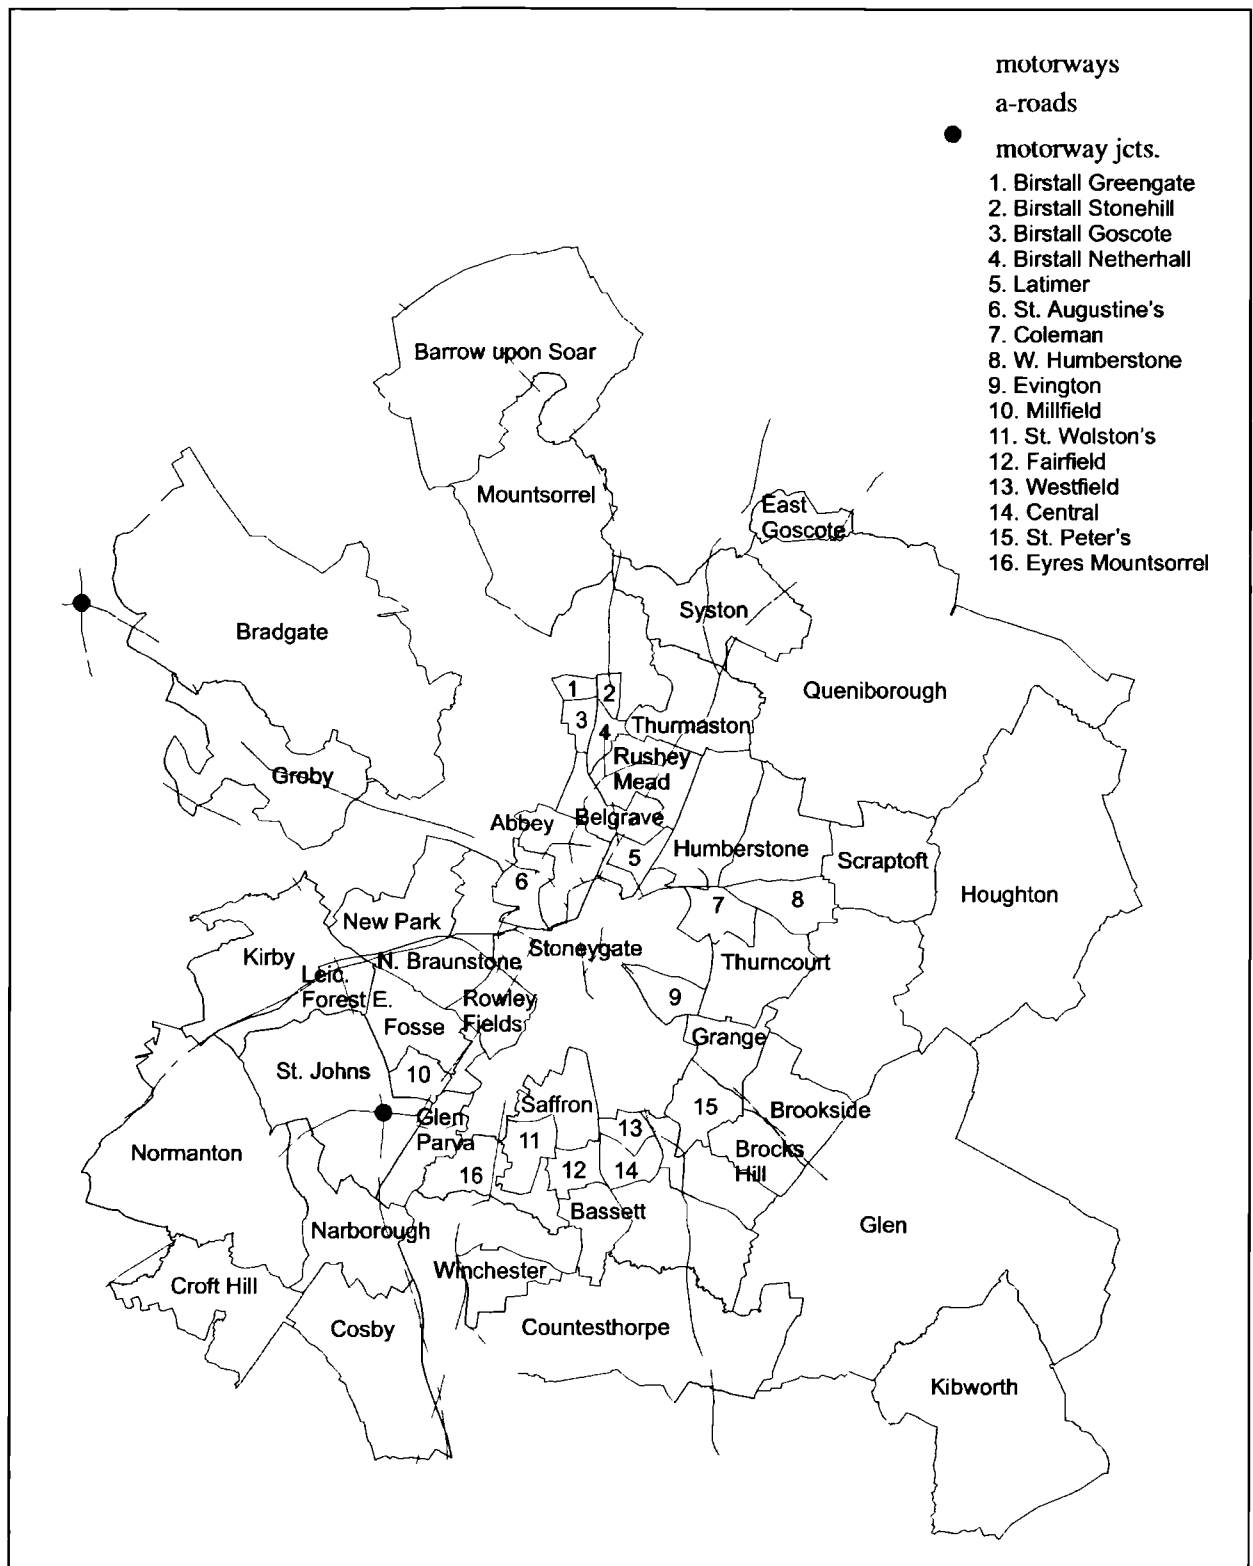 motorways
a-roads
motorway jcts.
1. Birstall Greengate
2. Birstall Stonehill
3. Birstall Goscote
4. Birstall Netherhall
5. Latimer
6. St. Augustine's
7. Coleman
8. W. Humberstone
9. Evington
10. Millfield
11. St. Wolston's
12. Fairfield
13. Westfield
14. Central
15. St. Peter's
16. Eyres Mountsorrel
Barrow upon Soar
Mountsorrel
East
Goscote
Syston
Bradgate
Queniborough
1
2
3
4
Thurmaston
Rushey
Mead
Groby
Abbey
Belgrave
5
Humberstone
Scraptoft
6
7
8
Houghton
New Park
Kirby
Stoneygate
N. Braunstone
Thurncourt
Leic.
Forest E.
Rowley
Fields
9
Fosse
Grange
St. Johns
10
Saffron
15
Brookside
Glen
Parva
11
13
Brocks
Hill
Normanton
16
12
14
Bassett
Narborough
Glen
Winchester
Croft Hill
Cosby
Countesthorpe
Kibworth